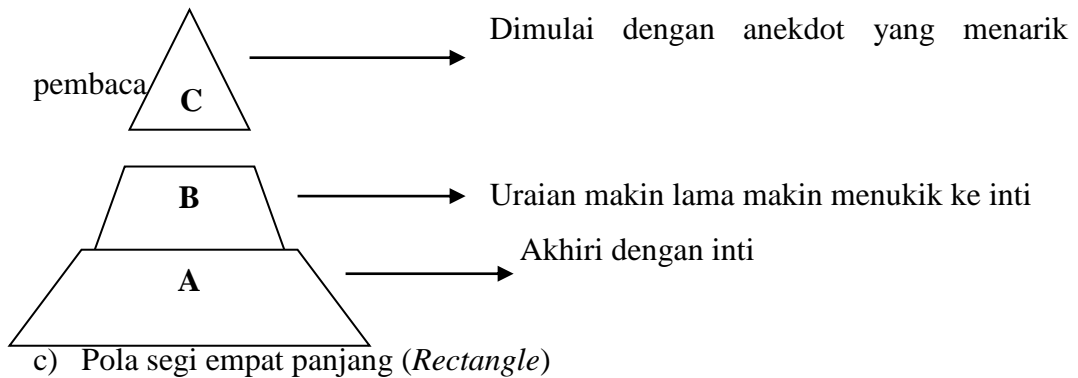 Dimulai dengan anekdot yang menarik
pembaca
C
B
Uraian makin lama makin menukik ke inti
Akhiri dengan inti
A
c) Pola segi empat panjang (Rectangle)